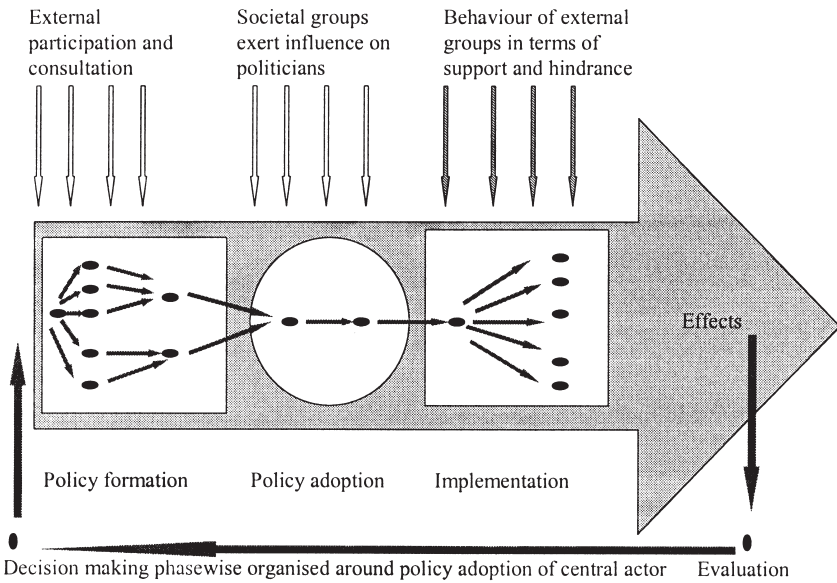 External
participation and
consultation
Societal groups
exert influence on
politicians
Behaviour of external
groups in terms of
support and hindrance
Effects
Policy formation
Policy adoption
Implementation
Decision making phasewise organised around policy adoption of central actor
Evaluation